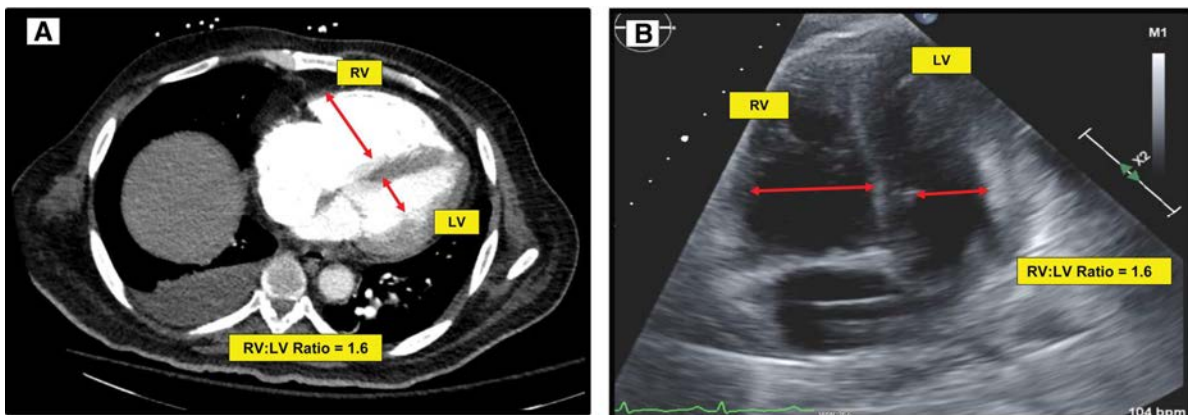 A
RV
LV
RV:LV Ratio = 1.6
B
M1
LV
RV
X2
RV:LV Ratio = 1.6
104 bpm